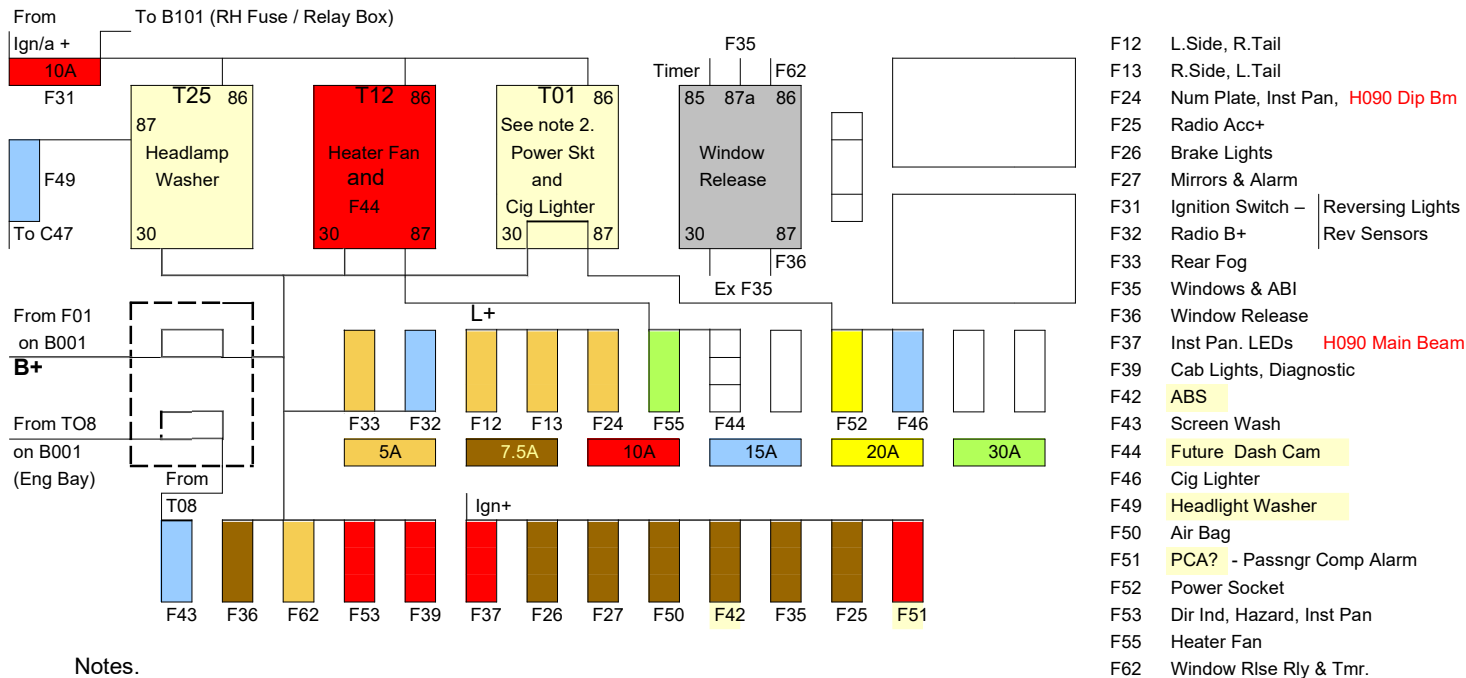 From To B101 (RH Fuse / Relay Box)
Ign/a +
10A
F31
T25 86
87
Headlamp
Washer
30
T12 86
Heater Fan
and
F44
30 87
T01 86
See note 2.
Power Skt
and
Cig Lighter
30 87
F35
Timer F62
85 87a 86
Window
Release
30 87
F36
Ex F35
F49
To C47
From F01
on B001
B+
From TO8
on B001
(Eng Bay)
From
T08
L+
F33 F32 F12 F13 F24 F55 F44 F52 F46
5A 7.5A 10A 15A 20A 30A
Ign+
F43 F36 F62 F53 F39 F37 F26 F27 F50 F42 F35 F25 F51
Notes.
F12 L.Side, R.Tail
F13 R.Side, L.Tail
F24 Num Plate, Inst Pan, H090 Dip Bm
F25 Radio Acc+
F26 Brake Lights
F27 Mirrors & Alarm
F31 Ignition Switch – Reversing Lights
F32 Radio B+ Rev Sensors
F33 Rear Fog
F35 Windows & ABI
F36 Window Release
F37 Inst Pan. LEDs H090 Main Beam
F39 Cab Lights, Diagnostic
F42 ABS
F43 Screen Wash
F44 Future Dash Cam
F46 Cig Lighter
F49 Headlight Washer
F50 Air Bag
F51 PCA? - Passngr Comp Alarm
F52 Power Socket
F53 Dir Ind, Hazard, Inst Pan
F55 Heater Fan
F62 Window Rlse Rly & Tmr.